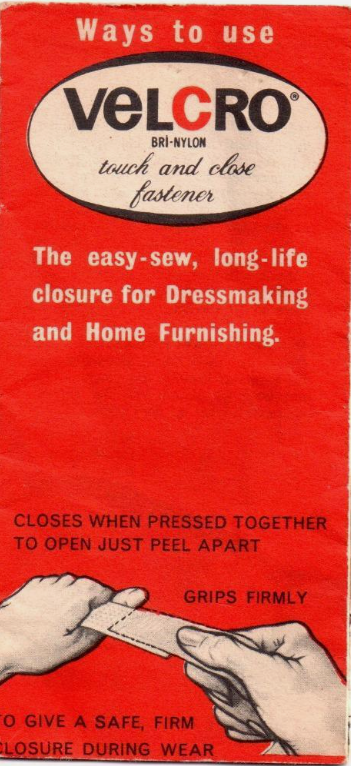 Ways to use
VELCRO®
BRI-NYLON
touch and close
fastener
The easy-sew, long-life
closure for Dressmaking
and Home Furnishing.
CLOSES WHEN PRESSED TOGETHER
TO OPEN JUST PEEL APART
GRIPS FIRMLY
TO GIVE A SAFE, FIRM
CLOSURE DURING WEAR